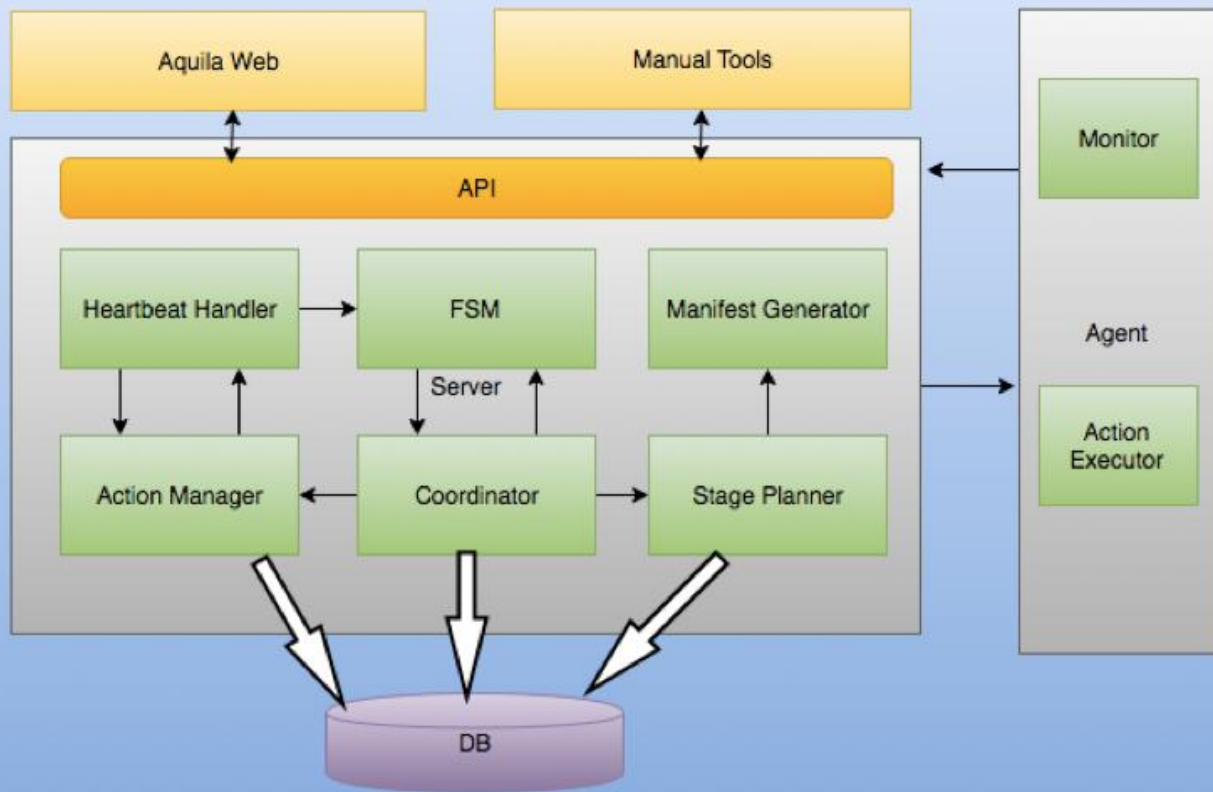 Aquila Web
Manual Tools
API
Monitor
Heartbeat Handler
FSM
Manifest Generator
Agent
Server
Action Manager
Coordinator
Stage Planner
Action
Executor
DB